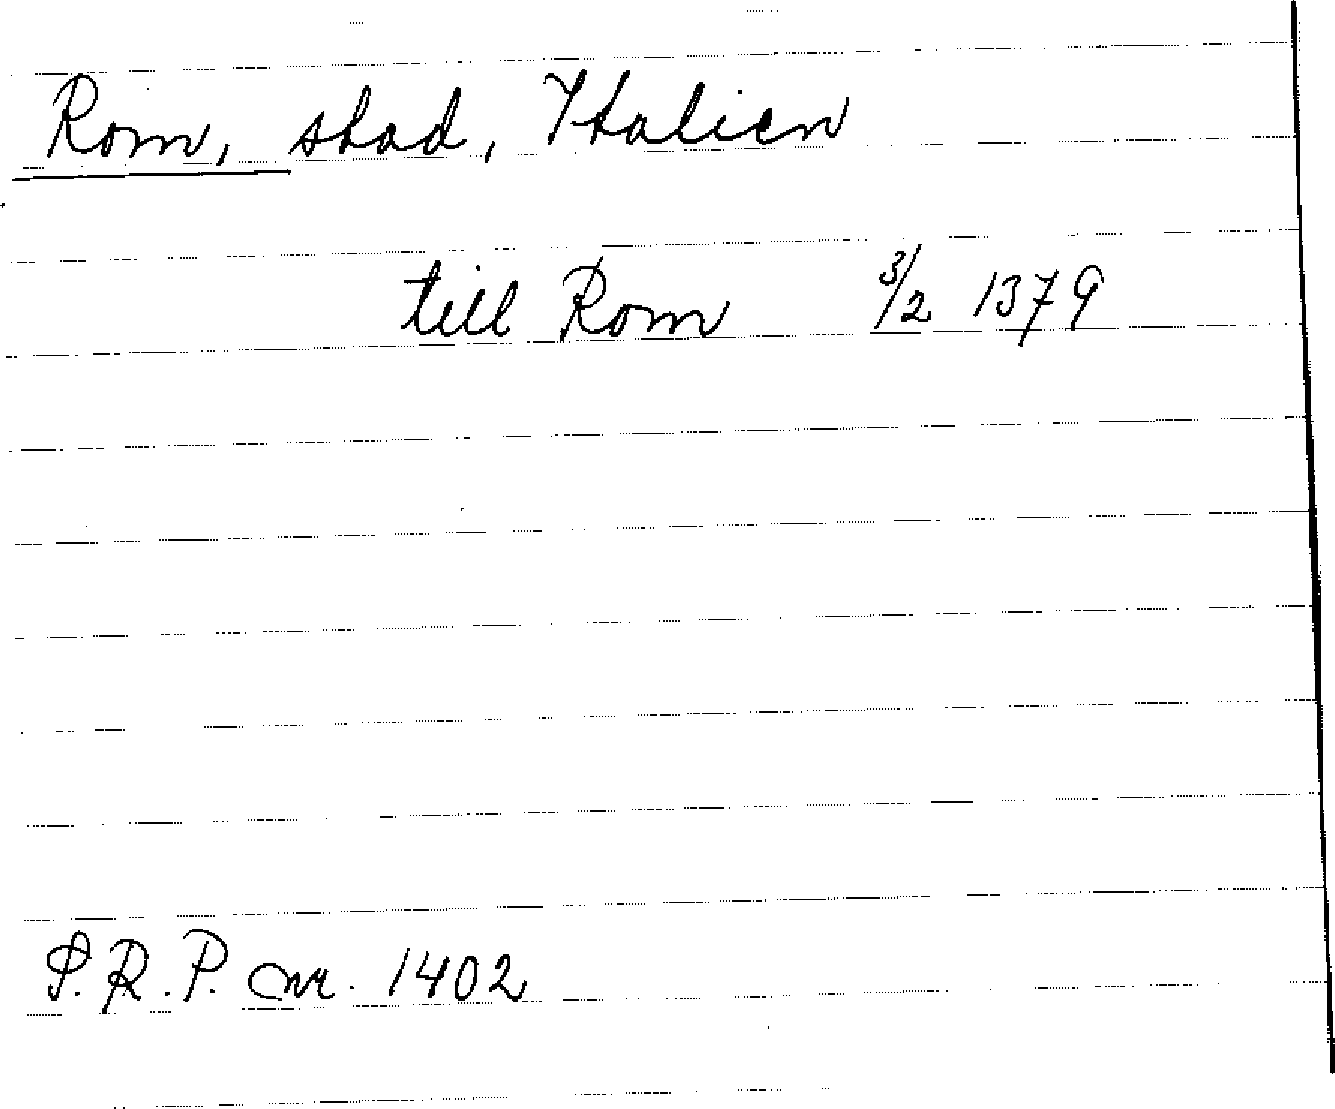 Rom, stad, Italien
till Rom 3/2 1379
S.R.P. nr. 1402